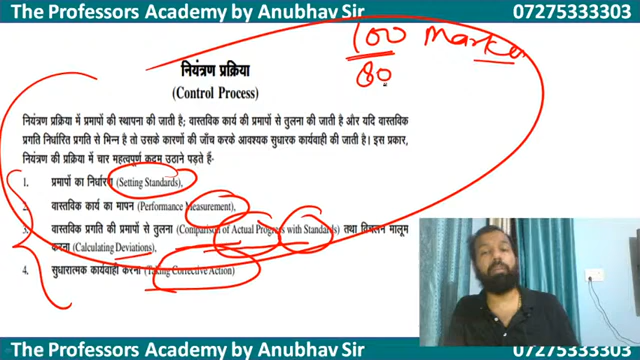 The Professors Academy by Anubhav Sir 07275333303
100 Marks
80
नियंत्रण प्रक्रिया
(Control Process)
नियंत्रण प्रक्रिया में प्रमापों की स्थापना की जाती है; वास्तविक कार्य की प्रमापों से तुलना की जाती है और यदि वास्तविक
प्रगति निर्धारित प्रगति से भिन्न है तो उसके कारणों की जाँच करके आवश्यक सुधारक कार्यवाही की जाती है। इस प्रकार,
नियंत्रण की प्रक्रिया में चार महत्वपूर्ण कदम उठाने पड़ते हैं-
1. प्रमापों का निर्धारण (Setting Standards),
2. वास्तविक कार्य का मापन (Performance Measurement),
3. वास्तविक प्रगति की प्रमापों से तुलना (Comparison of Actual Progress with Standards) तथा विचलन मालूम
करना (Calculating Deviations),
4. सुधारात्मक कार्यवाही करना (Taking Corrective Action)
The Professors Academy by Anubhav Sir 07275333303